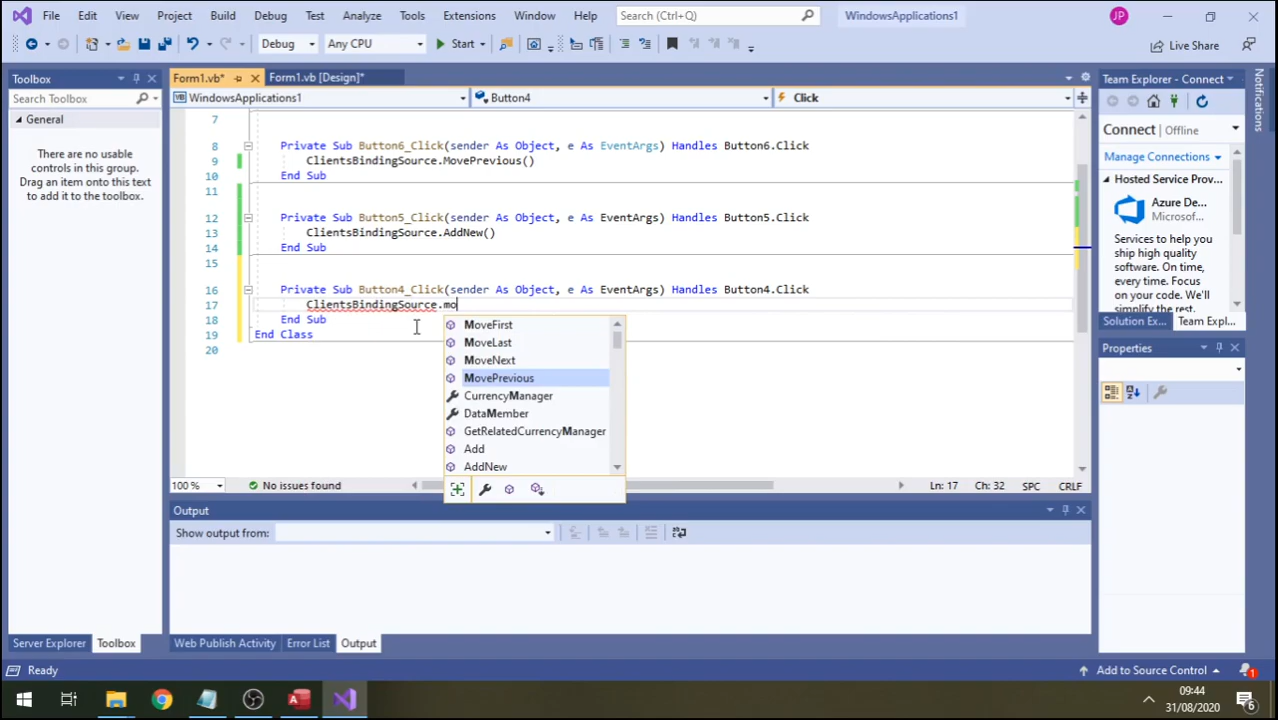 File Edit View Project Build Debug Test Analyze Tools Extensions Window Help Search (Ctrl+Q) WindowsApplications1 JP
Debug Any CPU Start Live Share
Toolbox
Search Toolbox
General
There are no usable
controls in this group.
Drag an item onto this text
to add it to the toolbox.
Form1.vb* Form1.vb [Design]*
WindowsApplications1 Button4 Click
7
8 Private Sub Button6_Click(sender As Object, e As EventArgs) Handles Button6.Click
9 ClientsBindingSource.MovePrevious()
10 End Sub
11
12 Private Sub Button5_Click(sender As Object, e As EventArgs) Handles Button5.Click
13 ClientsBindingSource.AddNew()
14 End Sub
15
16 Private Sub Button4_Click(sender As Object, e As EventArgs) Handles Button4.Click
17 ClientsBindingSource.mo
18 End Sub
19 End Class
20
MoveFirst
MoveLast
MoveNext
MovePrevious
CurrencyManager
DataMember
GetRelatedCurrencyManager
Add
AddNew
100 % No issues found Ln: 17 Ch: 32 SPC CRLF
Output
Show output from:
Server Explorer Toolbox Web Publish Activity Error List Output
Team Explorer - Connect
Connect | Offline
Manage Connections
Hosted Service Prov...
Azure De...
Microsof...
Services to help you
ship high quality
software. On time,
every time. Focus
on your code. We'll
simplify the rest.
Solution Ex... Team Expl...
Properties
Notifications
Ready Add to Source Control 1
09:44
31/08/2020
6